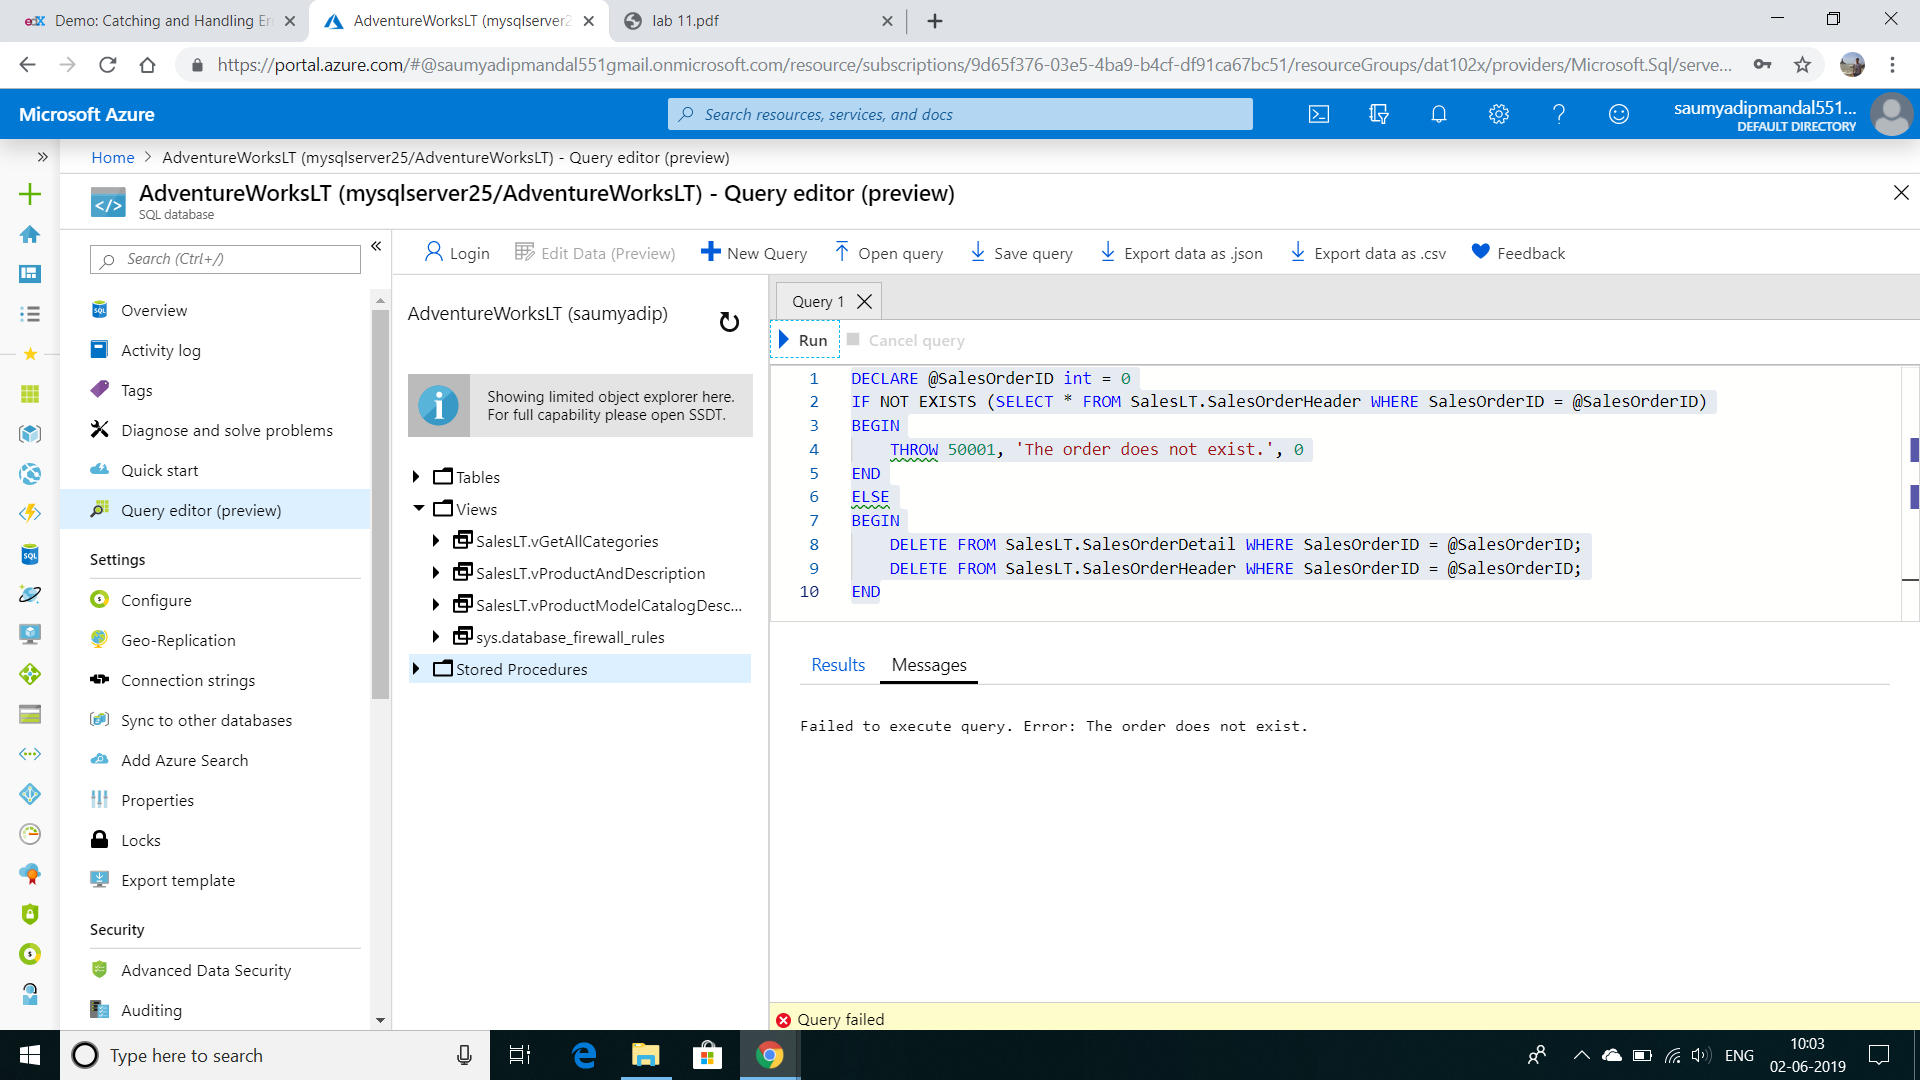 edX Demo: Catching and Handling Er
AdventureWorksLT (mysqlserver2
lab 11.pdf
https://portal.azure.com/#@saumyadipmandal551gmail.onmicrosoft.com/resource/subscriptions/9d65f376-03e5-4ba9-b4cf-df91ca67bc51/resourceGroups/dat102x/providers/Microsoft.Sql/serve...
Microsoft Azure
Search resources, services, and docs
saumyadipmandal551...
DEFAULT DIRECTORY
Home > AdventureWorksLT (mysqlserver25/AdventureWorksLT) - Query editor (preview)
AdventureWorksLT (mysqlserver25/AdventureWorksLT) - Query editor (preview)
SQL database
Search (Ctrl+/)
Overview
Activity log
Tags
Diagnose and solve problems
Quick start
Query editor (preview)
Settings
Configure
Geo-Replication
Connection strings
Sync to other databases
Add Azure Search
Properties
Locks
Export template
Security
Advanced Data Security
Auditing
Login
Edit Data (Preview)
New Query
Open query
Save query
Export data as .json
Export data as .csv
Feedback
AdventureWorksLT (saumyadip)
Showing limited object explorer here.
For full capability please open SSDT.
Tables
Views
SalesLT.vGetAllCategories
SalesLT.vProductAndDescription
SalesLT.vProductModelCatalogDesc...
sys.database_firewall_rules
Stored Procedures
Query 1
Run
Cancel query
1 DECLARE @SalesOrderID int = 0
2 IF NOT EXISTS (SELECT * FROM SalesLT.SalesOrderHeader WHERE SalesOrderID = @SalesOrderID)
3 BEGIN
4 THROW 50001, 'The order does not exist.', 0
5 END
6 ELSE
7 BEGIN
8 DELETE FROM SalesLT.SalesOrderDetail WHERE SalesOrderID = @SalesOrderID;
9 DELETE FROM SalesLT.SalesOrderHeader WHERE SalesOrderID = @SalesOrderID;
10 END
Results
Messages
Failed to execute query. Error: The order does not exist.
Query failed
Type here to search
ENG
10:03
02-06-2019